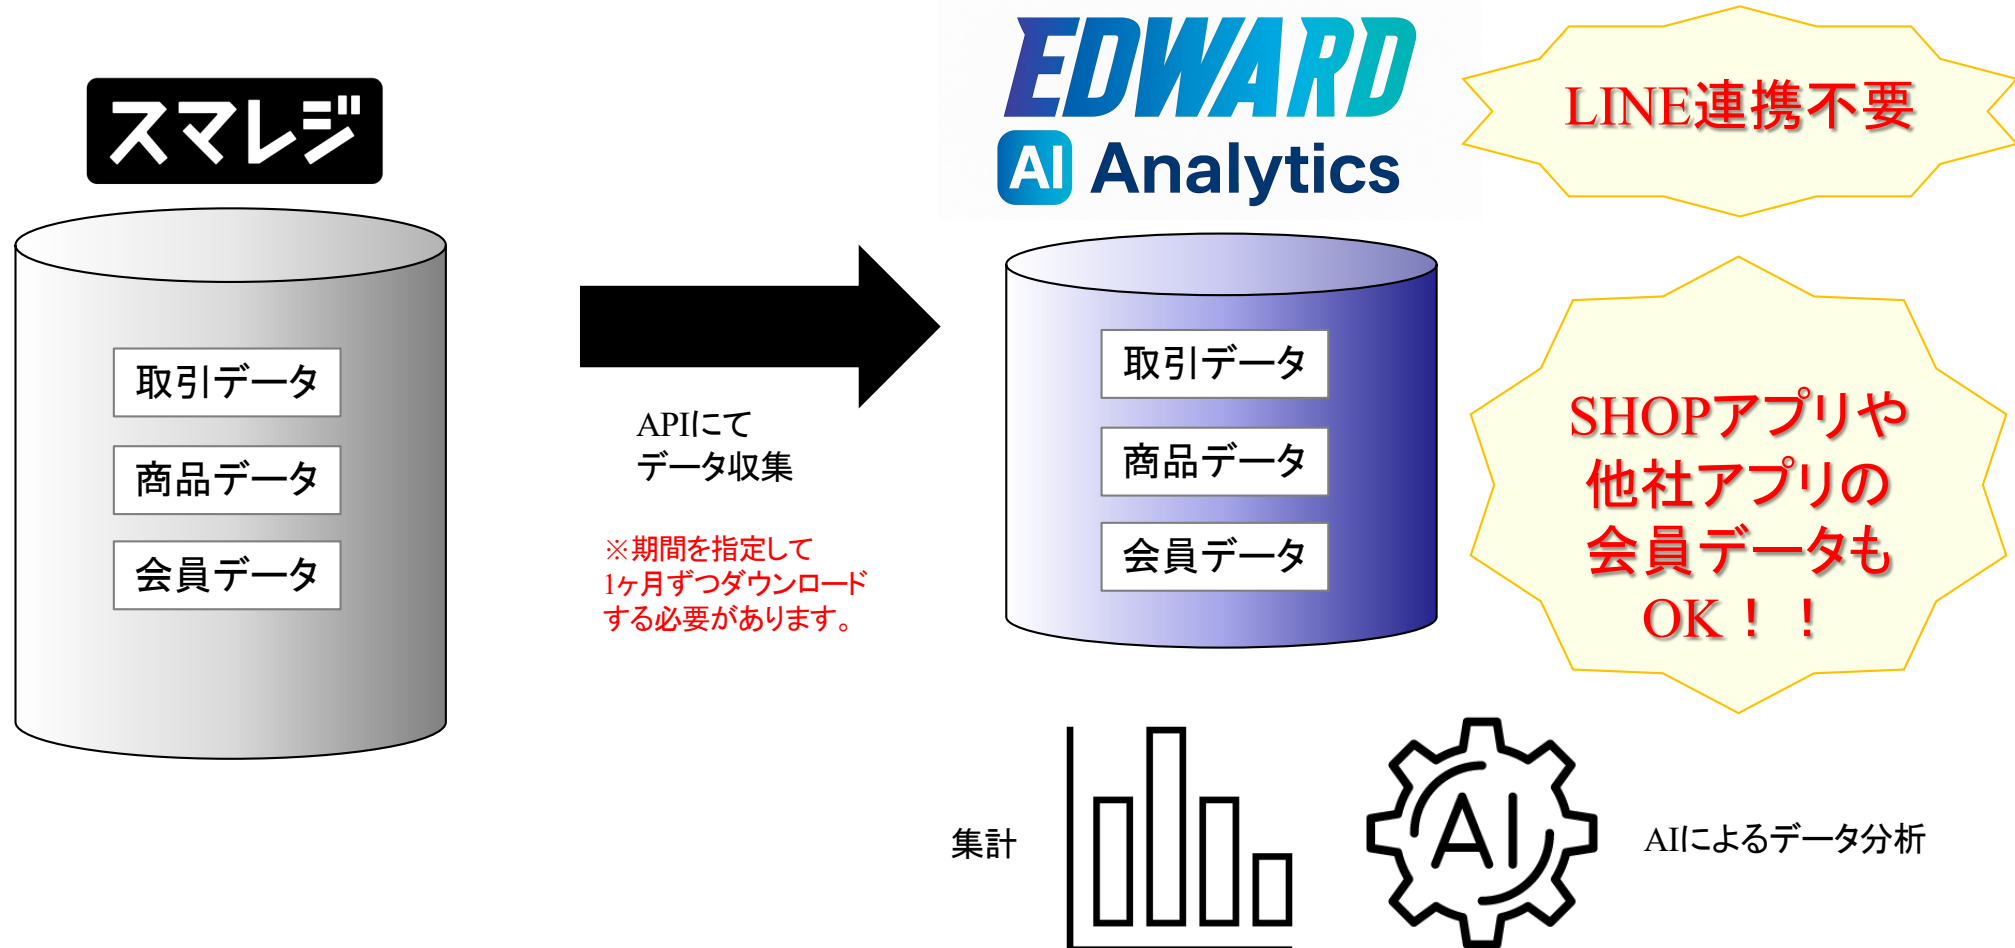 スマレジ
取引データ
商品データ
会員データ
APIにて
データ収集
※期間を指定して
1ヶ月ずつダウンロード
する必要があります。
EDWARD
AI Analytics
取引データ
商品データ
会員データ
LINE連携不要
SHOPアプリや
他社アプリの
会員データも
OK！！
集計
AI
AIによるデータ分析